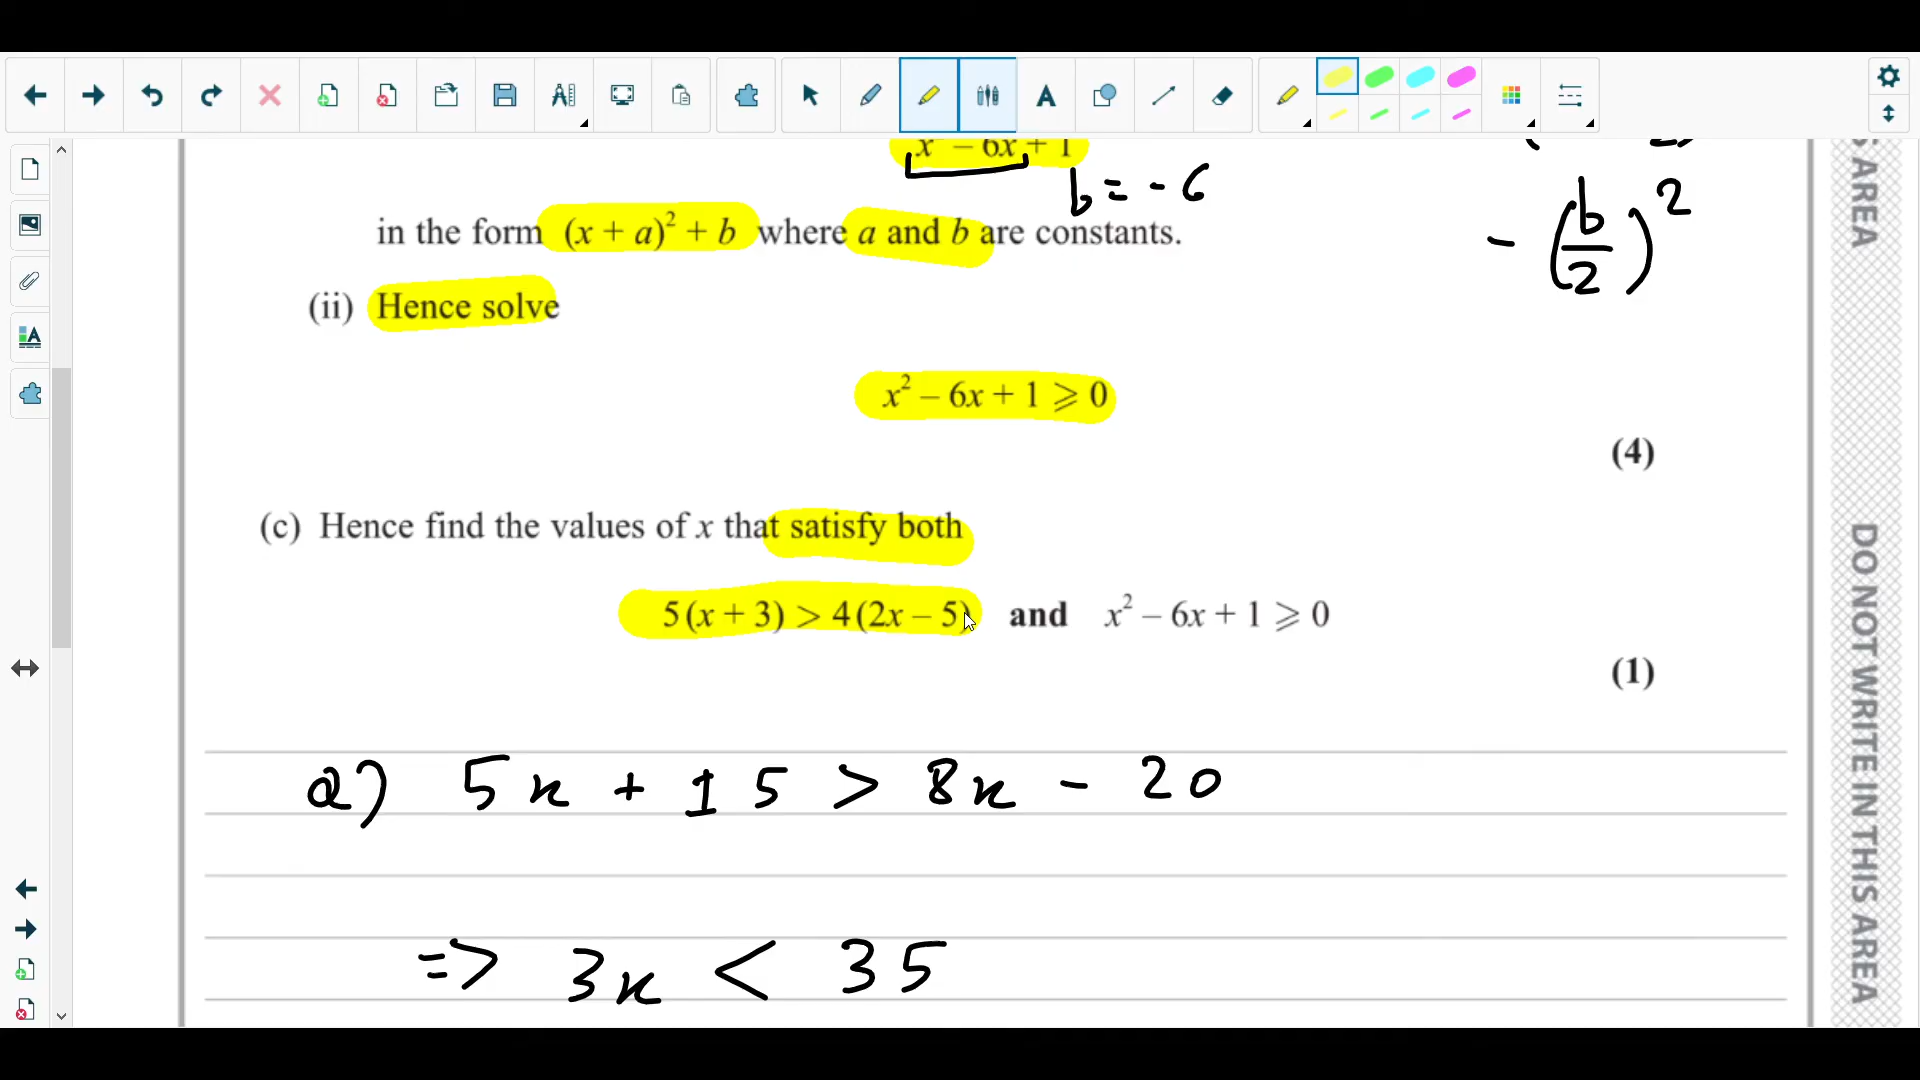 x² – 6x + 1
b = - 6
in the form (x + a)² + b where a and b are constants.
- (b/2)²
(ii) Hence solve
x² – 6x + 1 ⩾ 0
(4)
(c) Hence find the values of x that satisfy both
5(x + 3) > 4(2x – 5) and x² – 6x + 1 ⩾ 0
(1)
a) 5x + 15 > 8x - 20
=> 3x < 35
S AREA
DO NOT WRITE IN THIS AREA